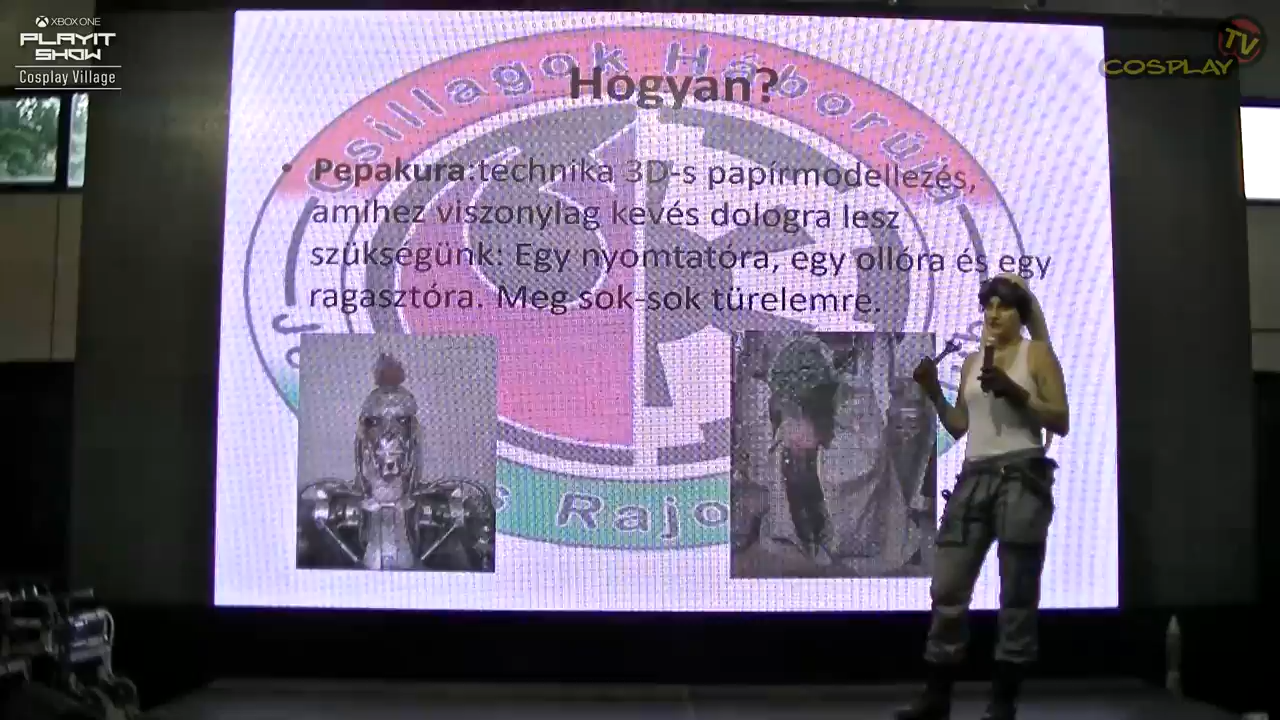 XBOX ONE
PLAYIT
SHOW
Cosplay Village
TV
COSPLAY
Csillagok Háborúja
Hogyan?
• Pepakura:technika 3D-s papírmodellezés,
amihez viszonylag kevés dologra lesz
szükségünk: Egy nyomtatóra, egy ollóra és egy
ragasztóra. Meg sok-sok türelemre.
Rajo